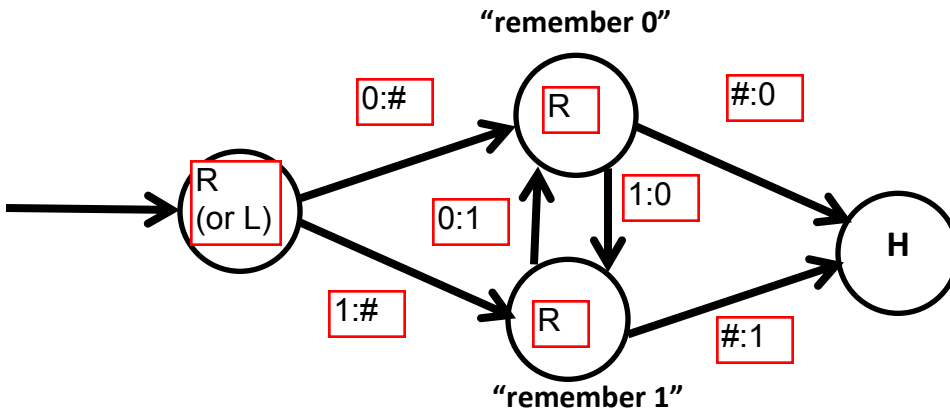 “remember 0”
0:#
R
#:0
R
(or L)
0:1
1:0
H
1:#
R
#:1
“remember 1”